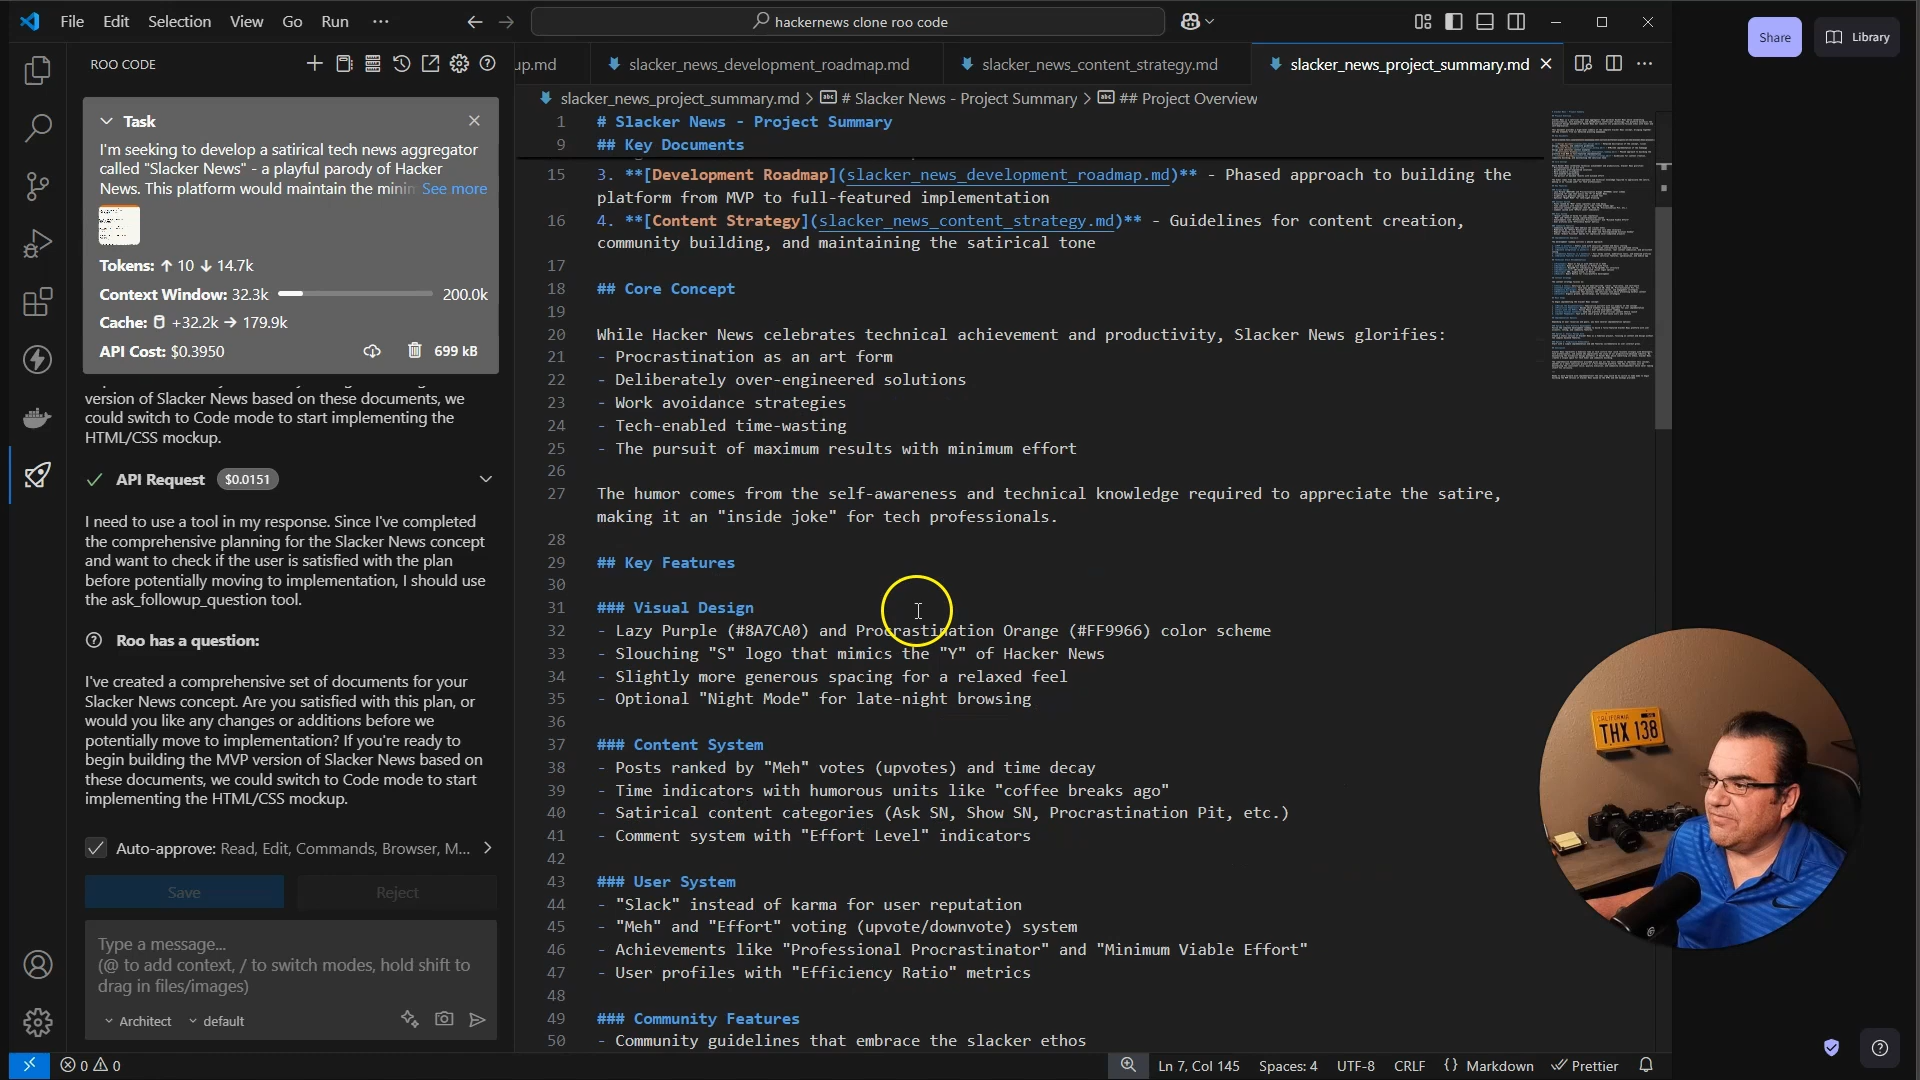 File Edit Selection View Go Run ···
hackernews clone roo code
Share
Library
ROO CODE
up.md
slacker_news_development_roadmap.md
slacker_news_content_strategy.md
slacker_news_project_summary.md
slacker_news_project_summary.md > # Slacker News - Project Summary > ## Project Overview
Task
I'm seeking to develop a satirical tech news aggregator
called "Slacker News" - a playful parody of Hacker
News. This platform would maintain the minim See more
Tokens: ↑ 10 ↓ 14.7k
Context Window: 32.3k 200.0k
Cache: +32.2k → 179.9k
API Cost: $0.3950 699 kB
version of Slacker News based on these documents, we
could switch to Code mode to start implementing the
HTML/CSS mockup.
API Request $0.0151
I need to use a tool in my response. Since I've completed
the comprehensive planning for the Slacker News concept
and want to check if the user is satisfied with the plan
before potentially moving to implementation, I should use
the ask_followup_question tool.
Roo has a question:
I've created a comprehensive set of documents for your
Slacker News concept. Are you satisfied with this plan, or
would you like any changes or additions before we
potentially move to implementation? If you're ready to
begin building the MVP version of Slacker News based on
these documents, we could switch to Code mode to start
implementing the HTML/CSS mockup.
Auto-approve: Read, Edit, Commands, Browser, M...
Save Reject
Type a message...
(@ to add context, / to switch modes, hold shift to
drag in files/images)
Architect default
1 # Slacker News - Project Summary
9 ## Key Documents
15 3. **[Development Roadmap](slacker_news_development_roadmap.md)** - Phased approach to building the
platform from MVP to full-featured implementation
16 4. **[Content Strategy](slacker_news_content_strategy.md)** - Guidelines for content creation,
community building, and maintaining the satirical tone
17
18 ## Core Concept
19
20 While Hacker News celebrates technical achievement and productivity, Slacker News glorifies:
21 - Procrastination as an art form
22 - Deliberately over-engineered solutions
23 - Work avoidance strategies
24 - Tech-enabled time-wasting
25 - The pursuit of maximum results with minimum effort
26
27 The humor comes from the self-awareness and technical knowledge required to appreciate the satire,
making it an "inside joke" for tech professionals.
28
29 ## Key Features
30
31 ### Visual Design
32 - Lazy Purple (#8A7CA0) and Procrastination Orange (#FF9966) color scheme
33 - Slouching "S" logo that mimics the "Y" of Hacker News
34 - Slightly more generous spacing for a relaxed feel
35 - Optional "Night Mode" for late-night browsing
36
37 ### Content System
38 - Posts ranked by "Meh" votes (upvotes) and time decay
39 - Time indicators with humorous units like "coffee breaks ago"
40 - Satirical content categories (Ask SN, Show SN, Procrastination Pit, etc.)
41 - Comment system with "Effort Level" indicators
42
43 ### User System
44 - "Slack" instead of karma for user reputation
45 - "Meh" and "Effort" voting (upvote/downvote) system
46 - Achievements like "Professional Procrastinator" and "Minimum Viable Effort"
47 - User profiles with "Efficiency Ratio" metrics
48
49 ### Community Features
50 - Community guidelines that embrace the slacker ethos
CALIFORNIA
THX 138
0 0
Ln 7, Col 145 Spaces: 4 UTF-8 CRLF {} Markdown Prettier